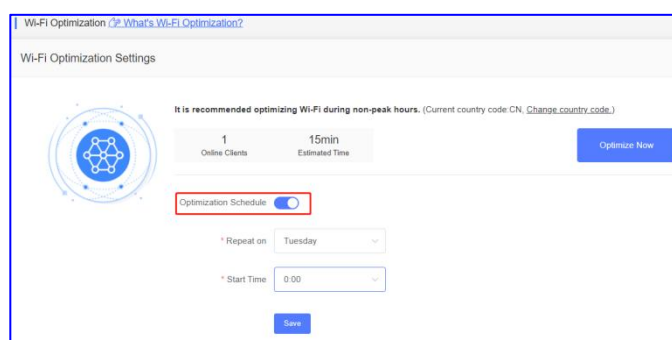 Wi-Fi Optimization What's Wi-Fi Optimization?
Wi-Fi Optimization Settings
It is recommended optimizing Wi-Fi during non-peak hours. (Current country code:CN, Change country code.)
1
Online Clients
15min
Estimated Time
Optimize Now
Optimization Schedule
* Repeat on Tuesday
* Start Time 0:00
Save